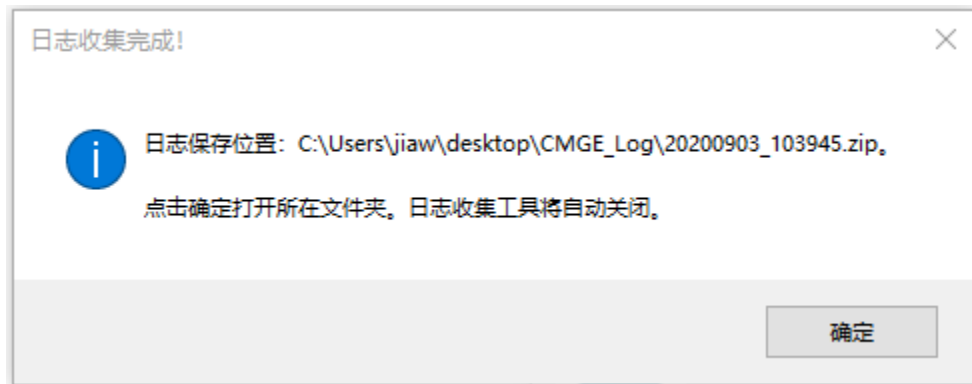 日志收集完成!
日志保存位置：C:\Users\jiaw\desktop\CMGE_Log\20200903_103945.zip。
点击确定打开所在文件夹。日志收集工具将自动关闭。
确定